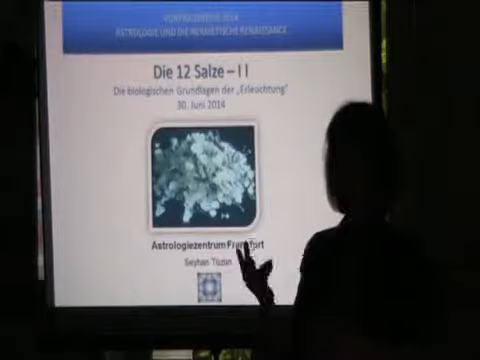 VORTRAGSREIHE 2014
ASTROLOGIE UND DIE HERMETISCHE RENAISSANCE
Die 12 Salze – I I
Die biologischen Grundlagen der „Erleuchtung"
30. Juni 2014
Astrologiezentrum Frankfurt
Seyhan Tüzün